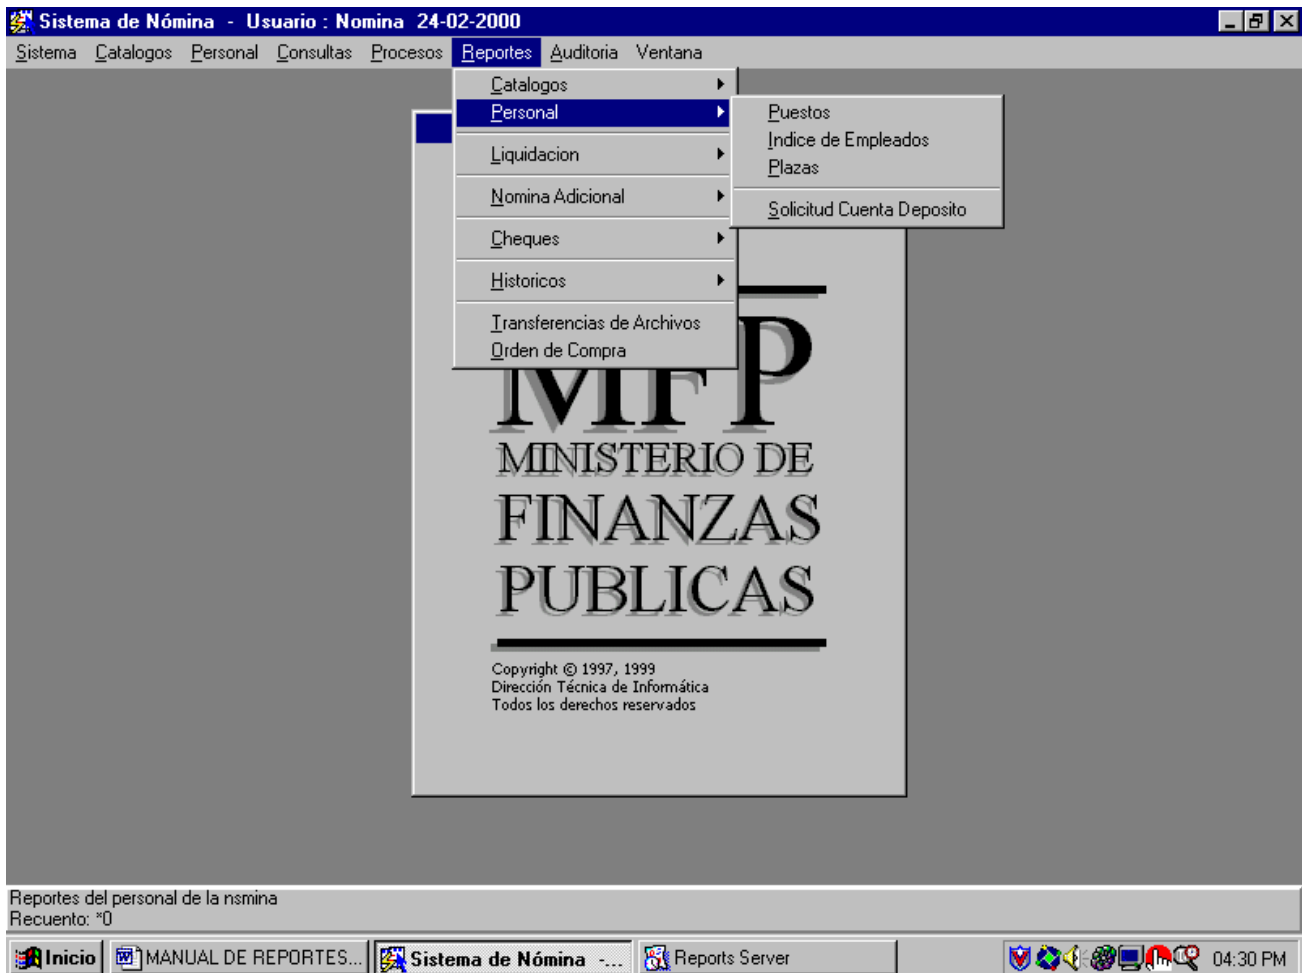 Sistema de Nómina - Usuario : Nomina 24-02-2000
Sistema Catalogos Personal Consultas Procesos Reportes Auditoria Ventana
Catalogos
Personal
Liquidacion
Nomina Adicional
Cheques
Historicos
Transferencias de Archivos
Orden de Compra
Puestos
Indice de Empleados
Plazas
Solicitud Cuenta Deposito
MFP
MINISTERIO DE
FINANZAS
PUBLICAS
Copyright © 1997, 1999
Dirección Técnica de Informática
Todos los derechos reservados
Reportes del personal de la nsmina
Recuento: *0
Inicio MANUAL DE REPORTES... Sistema de Nómina -... Reports Server 04:30 PM